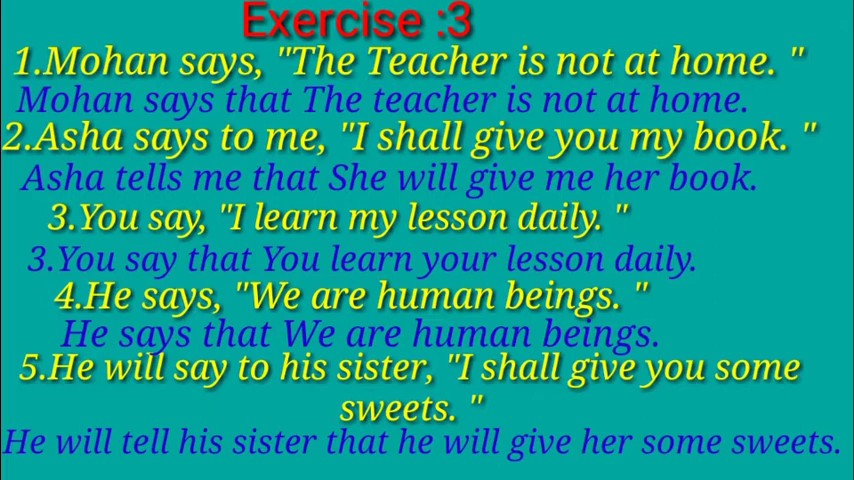 Exercise :3
1.Mohan says, "The Teacher is not at home. "
Mohan says that The teacher is not at home.
2.Asha says to me, "I shall give you my book. "
Asha tells me that She will give me her book.
3.You say, "I learn my lesson daily. "
3.You say that You learn your lesson daily.
4.He says, "We are human beings. "
He says that We are human beings.
5.He will say to his sister, "I shall give you some
sweets. "
He will tell his sister that he will give her some sweets.